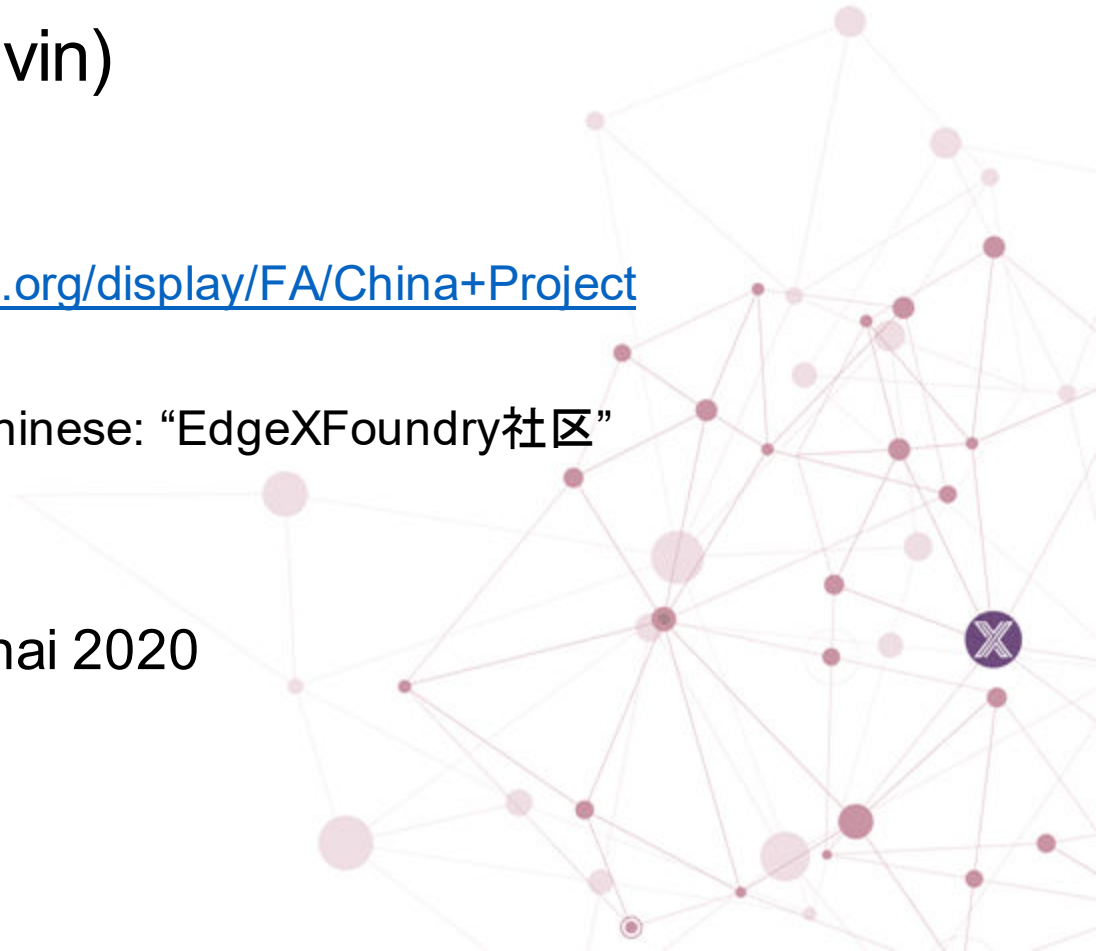 vin)
.org/display/FA/China+Project
hinese: “EdgeXFoundry社区”
hai 2020